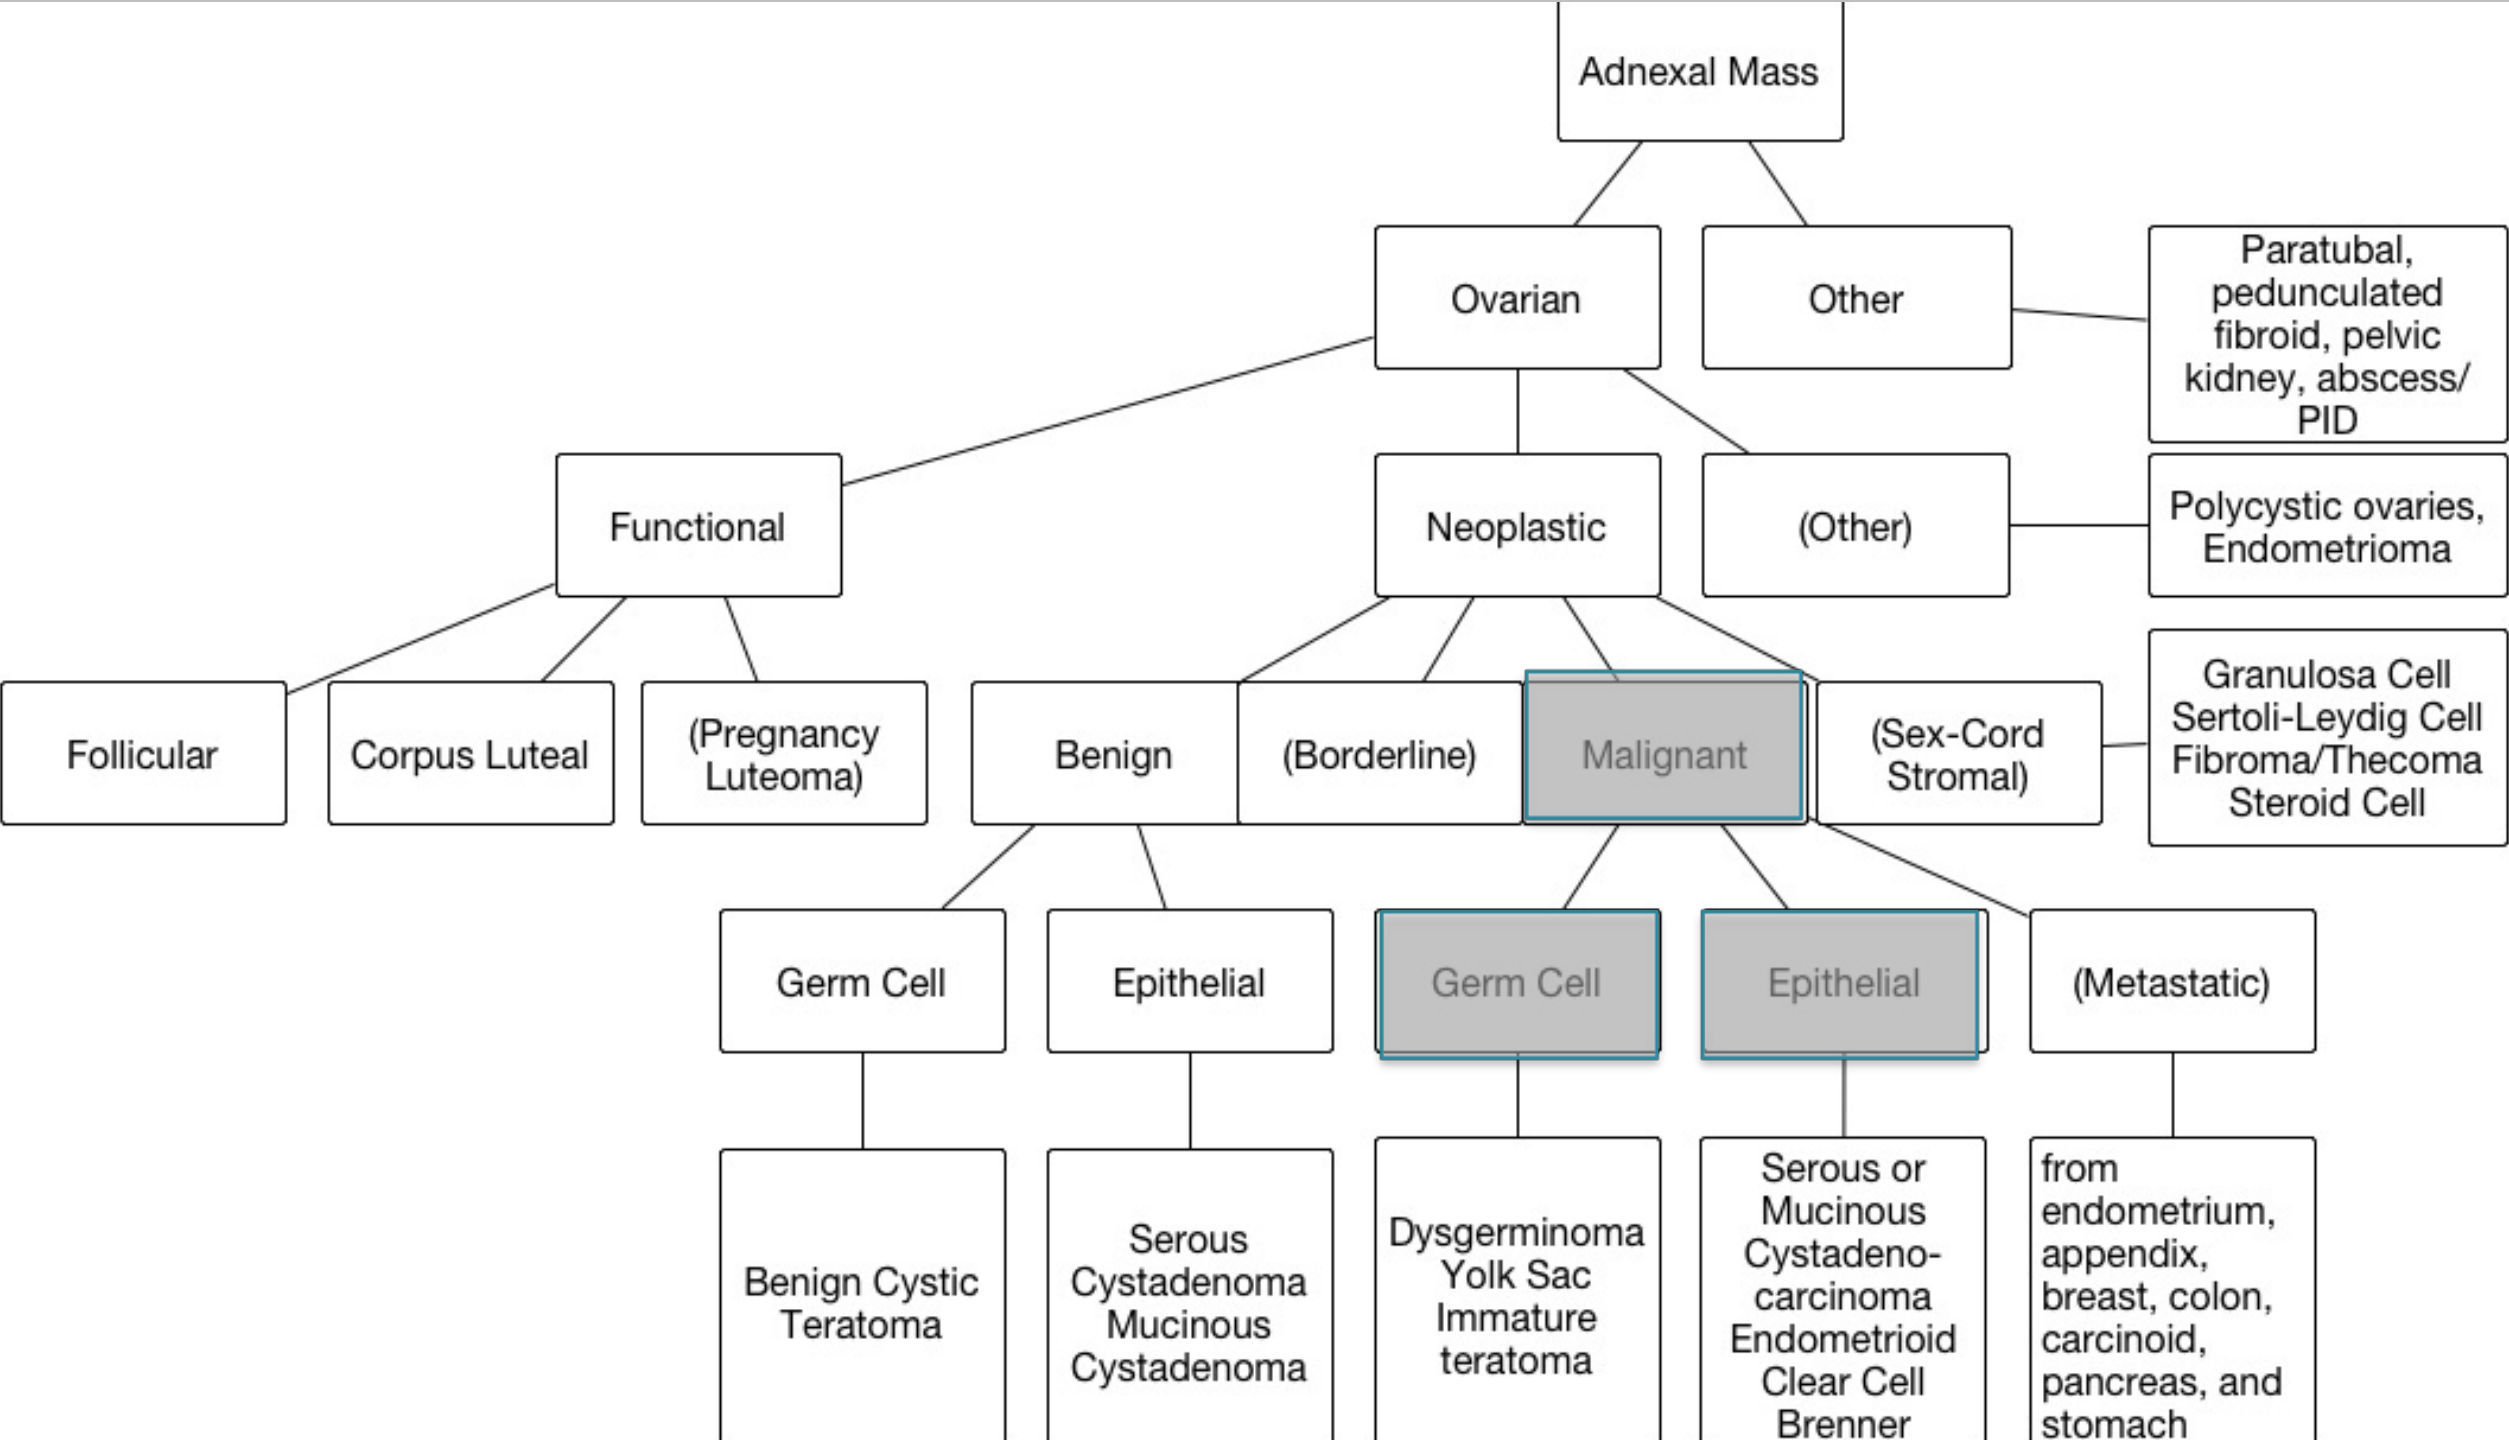 Adnexal Mass
Ovarian
Other
Paratubal,
pedunculated
fibroid, pelvic
kidney, abscess/
PID
Functional
Neoplastic
(Other)
Polycystic ovaries,
Endometrioma
Follicular
Corpus Luteal
(Pregnancy
Luteoma)
Benign
(Borderline)
Malignant
(Sex-Cord
Stromal)
Granulosa Cell
Sertoli-Leydig Cell
Fibroma/Thecoma
Steroid Cell
Germ Cell
Epithelial
Germ Cell
Epithelial
(Metastatic)
Benign Cystic
Teratoma
Serous
Cystadenoma
Mucinous
Cystadenoma
Dysgerminoma
Yolk Sac
Immature
teratoma
Serous or
Mucinous
Cystadeno-
carcinoma
Endometrioid
Clear Cell
Brenner
from
endometrium,
appendix,
breast, colon,
carcinoid,
pancreas, and
stomach